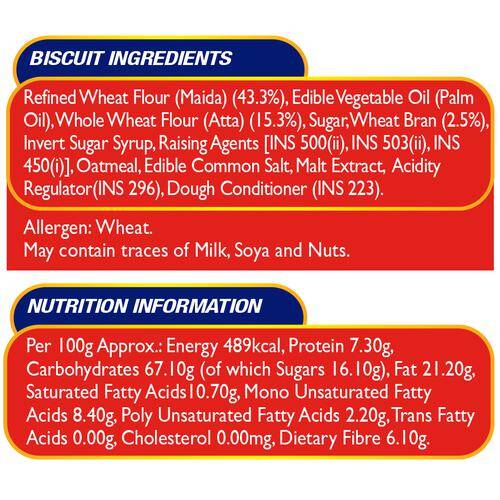 BISCUIT INGREDIENTS
Refined Wheat Flour (Maida) (43.3%), Edible Vegetable Oil (Palm
Oil), Whole Wheat Flour (Atta) (15.3%), Sugar, Wheat Bran (2.5%),
Invert Sugar Syrup, Raising Agents [INS 500(ii), INS 503(ii), INS
450(i)], Oatmeal, Edible Common Salt, Malt Extract, Acidity
Regulator(INS 296), Dough Conditioner (INS 223).
Allergen: Wheat.
May contain traces of Milk, Soya and Nuts.
NUTRITION INFORMATION
Per 100g Approx.: Energy 489kcal, Protein 7.30g,
Carbohydrates 67.10g (of which Sugars 16.10g), Fat 21.20g,
Saturated Fatty Acids10.70g, Mono Unsaturated Fatty
Acids 8.40g, Poly Unsaturated Fatty Acids 2.20g, Trans Fatty
Acids 0.00g, Cholesterol 0.00mg, Dietary Fibre 6.10g.